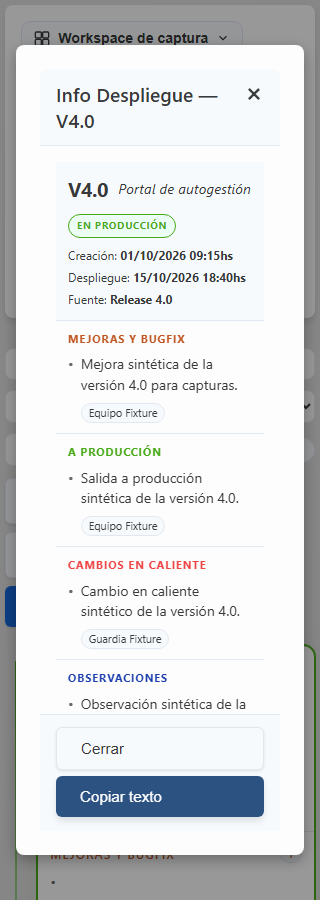 Workspace de captura
Info Despliegue —
V4.0
V4.0 Portal de autogestión
EN PRODUCCIÓN
Creación: 01/10/2026 09:15hs
Despliegue: 15/10/2026 18:40hs
Fuente: Release 4.0
MEJORAS Y BUGFIX
• Mejora sintética de la
versión 4.0 para capturas.
Equipo Fixture
A PRODUCCIÓN
• Salida a producción
sintética de la versión 4.0.
Equipo Fixture
CAMBIOS EN CALIENTE
• Cambio en caliente
sintético de la versión 4.0.
Guardia Fixture
OBSERVACIONES
• Observación sintética de la
Cerrar
Copiar texto
MEJORAS Y BUGFIX
•